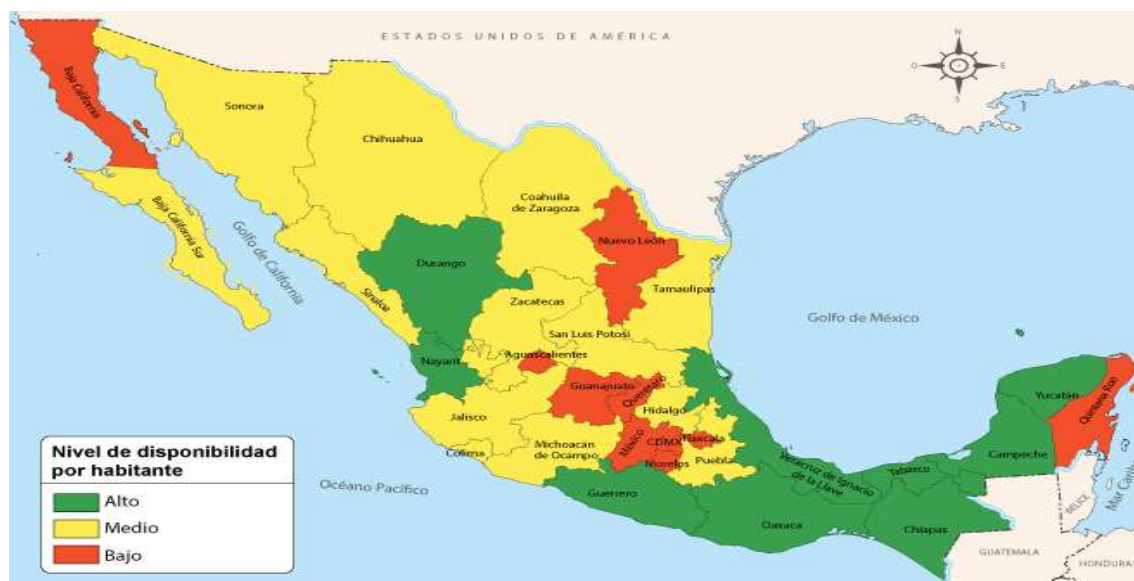 ESTADOS UNIDOS DE AMÉRICA
N
O
E
S
Baja California
Sonora
Chihuahua
Coahuila
de Zaragoza
Baja California Sur
Golfo de California
Nuevo León
Durango
Sinaloa
Tamaulipas
Zacatecas
San Luis Potosí
Golfo de México
Nayarit
Aguascalientes
Guanajuato
Querétaro
Hidalgo
Jalisco
Colima
Michoacán
de Ocampo
México
CDMX
Tlaxcala
Morelos
Puebla
Veracruz de Ignacio
de la Llave
Tabasco
Yucatán
Quintana Roo
Campeche
Guerrero
Oaxaca
Chiapas
Océano Pacífico
BELICE
Mar Cari
GUATEMALA
HONDURAS
Nivel de disponibilidad
por habitante
Alto
Medio
Bajo